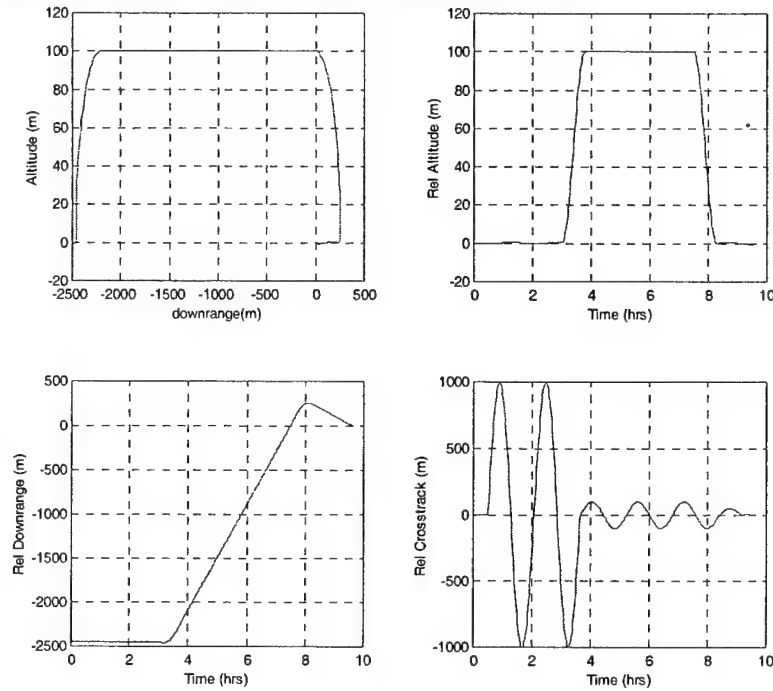 120
100
80
60
40
20
0
-20
Altitude (m)
-2500 -2000 -1500 -1000 -500 0 500
downrange(m)
120
100
80
60
40
20
0
-20
Rel Altitude (m)
0 2 4 6 8 10
Time (hrs)
500
0
-500
-1000
-1500
-2000
-2500
Rel Downrange (m)
0 2 4 6 8 10
Time (hrs)
1000
500
0
-500
-1000
Rel Crosstrack (m)
0 2 4 6 8 10
Time (hrs)